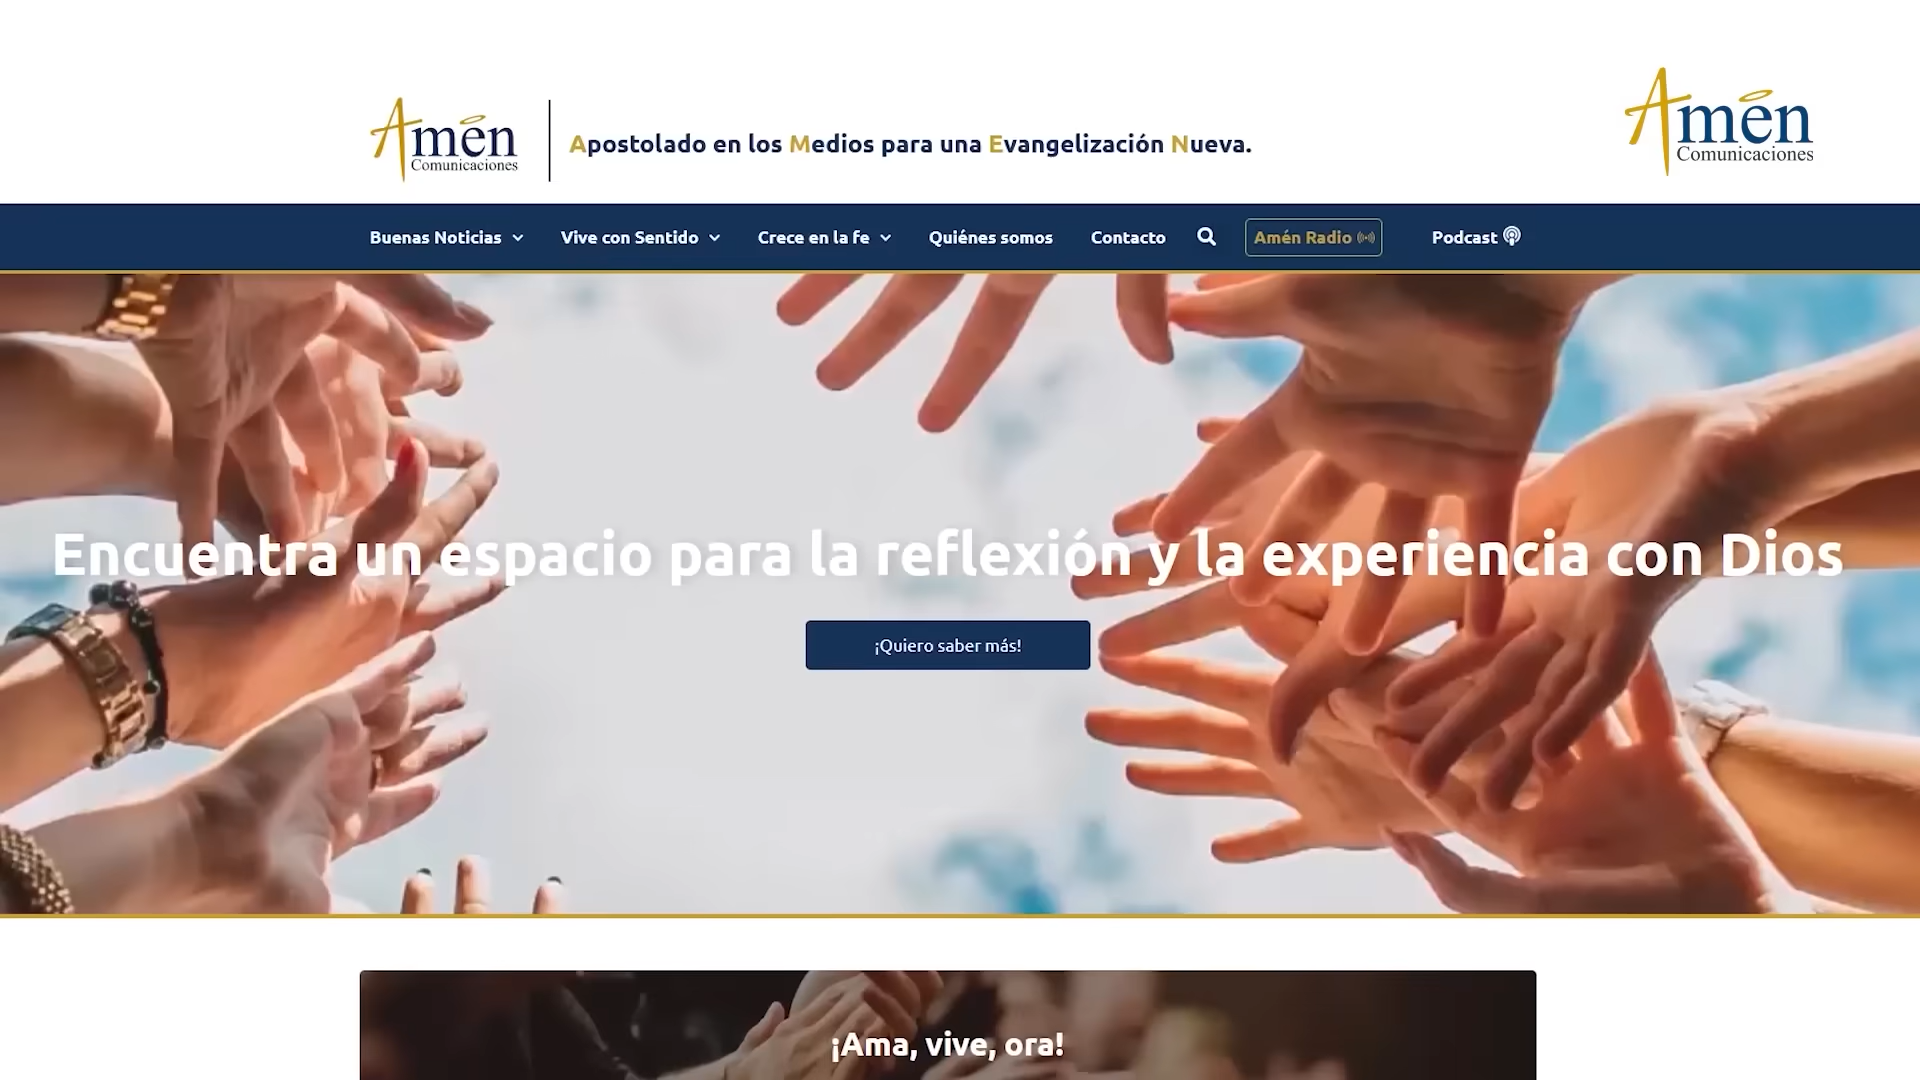 Amén
Comunicaciones
Apostolado en los Medios para una Evangelización Nueva.
Amén
Comunicaciones
Buenas Noticias
Vive con Sentido
Crece en la fe
Quiénes somos
Contacto
Amén Radio
Podcast
Encuentra un espacio para la reflexión y la experiencia con Dios
¡Quiero saber más!
¡Ama, vive, ora!